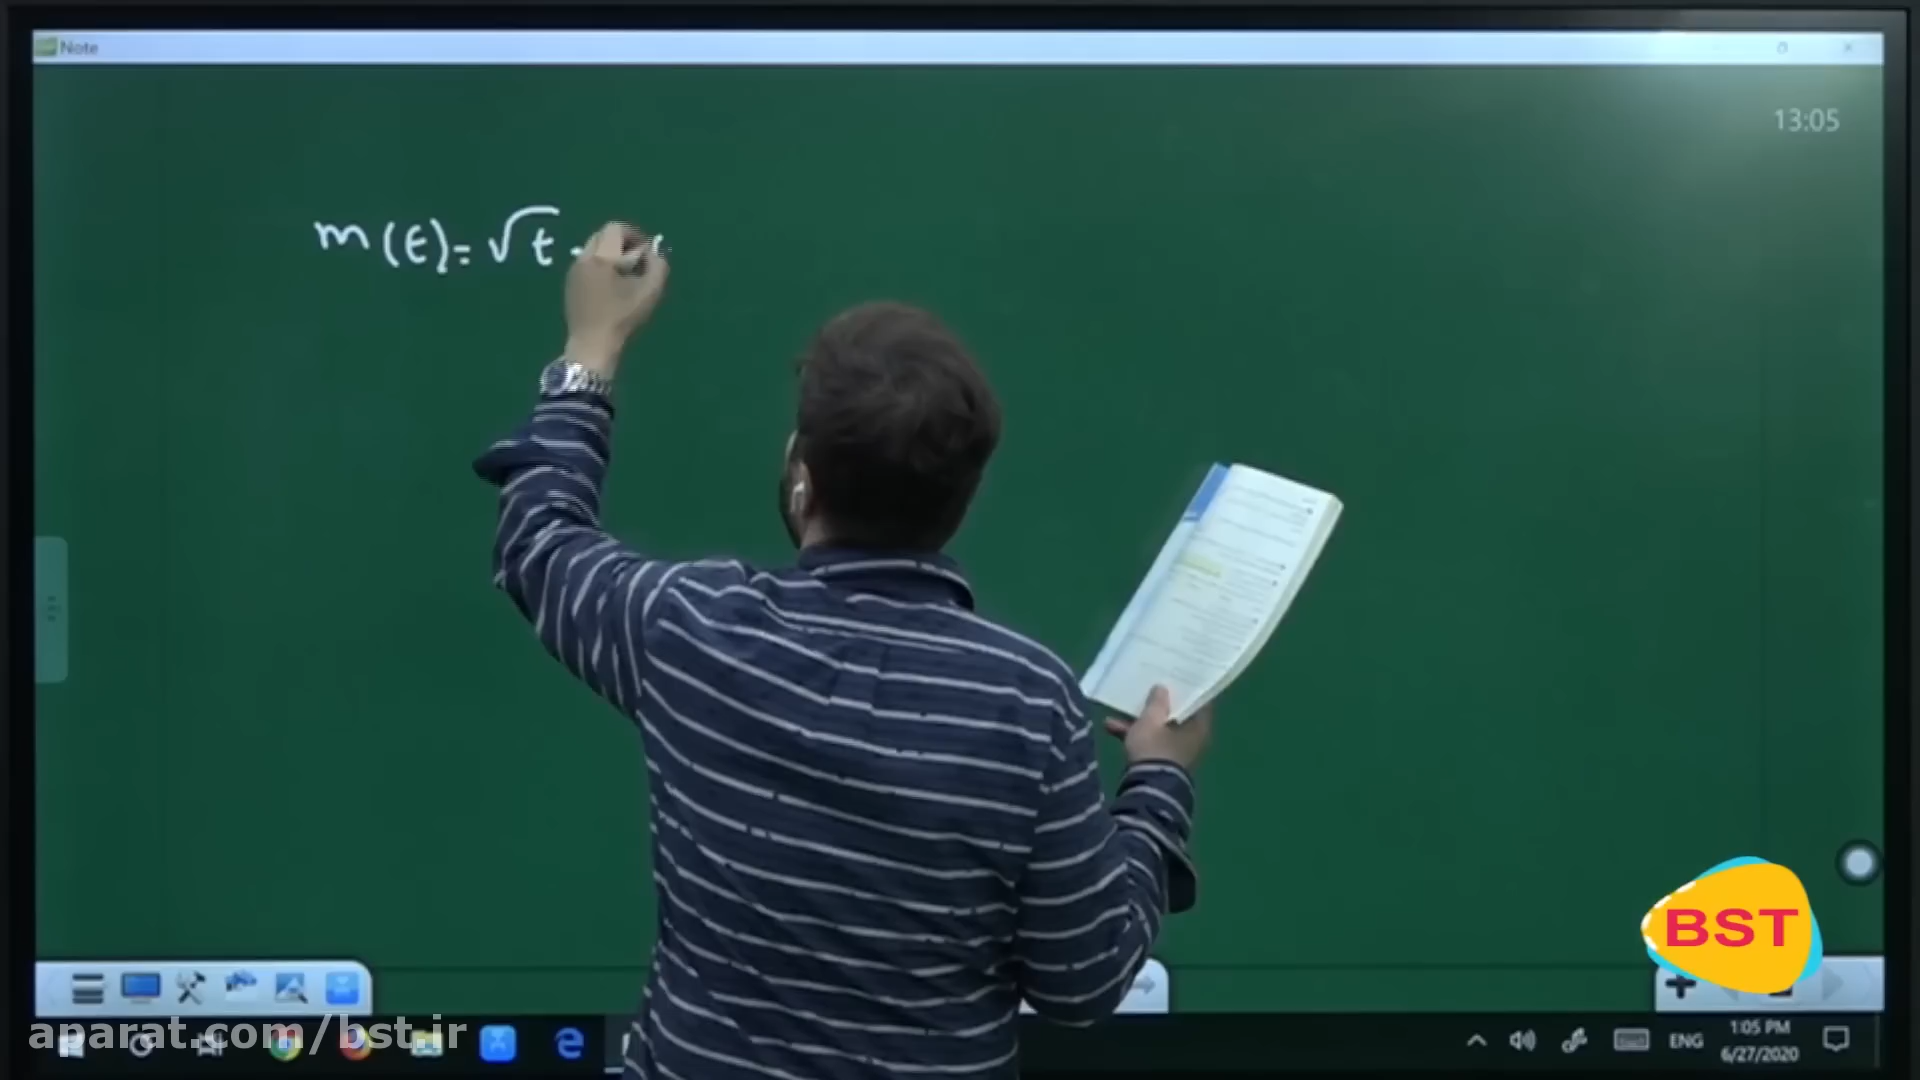 Note
13:05
m(t)=√t
BST
aparat.com/bst.ir
ENG
1:05 PM
6/27/2020